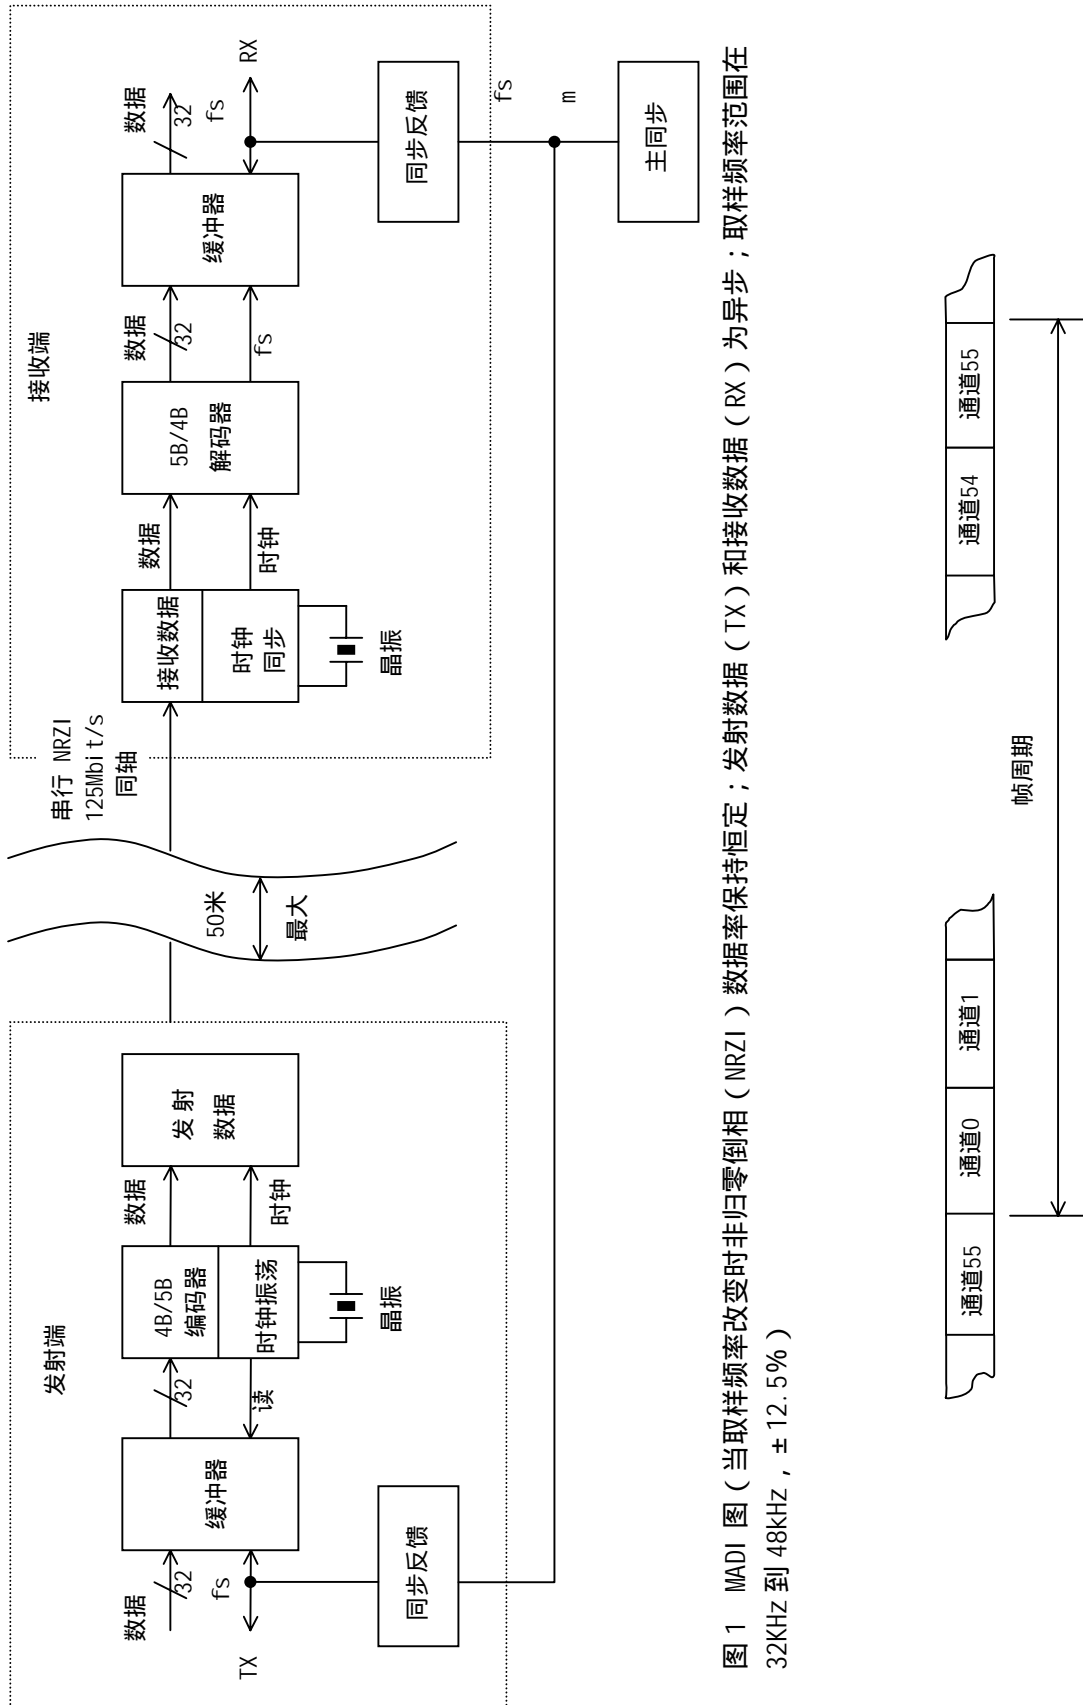 发射端
数据
32
fs
TX
缓冲器
32
读
4B/5B
编码器
时钟振荡
晶振
数据
时钟
发射
数据
同步反馈
50米
最大
串行 NRZI
125Mbit/s
同轴
接收端
接收数据
时钟
同步
晶振
数据
时钟
5B/4B
解码器
数据
32
fs
缓冲器
数据
32
fs
RX
同步反馈
fs
m
主同步
图 1 MADI 图(当取样频率改变时非归零倒相(NRZI)数据率保持恒定;发射数据(TX)和接收数据(RX)为异步;取样频率范围在
32KHz 到 48KHz,±12.5%)
通道55
通道0
通道1
通道54
通道55
帧周期